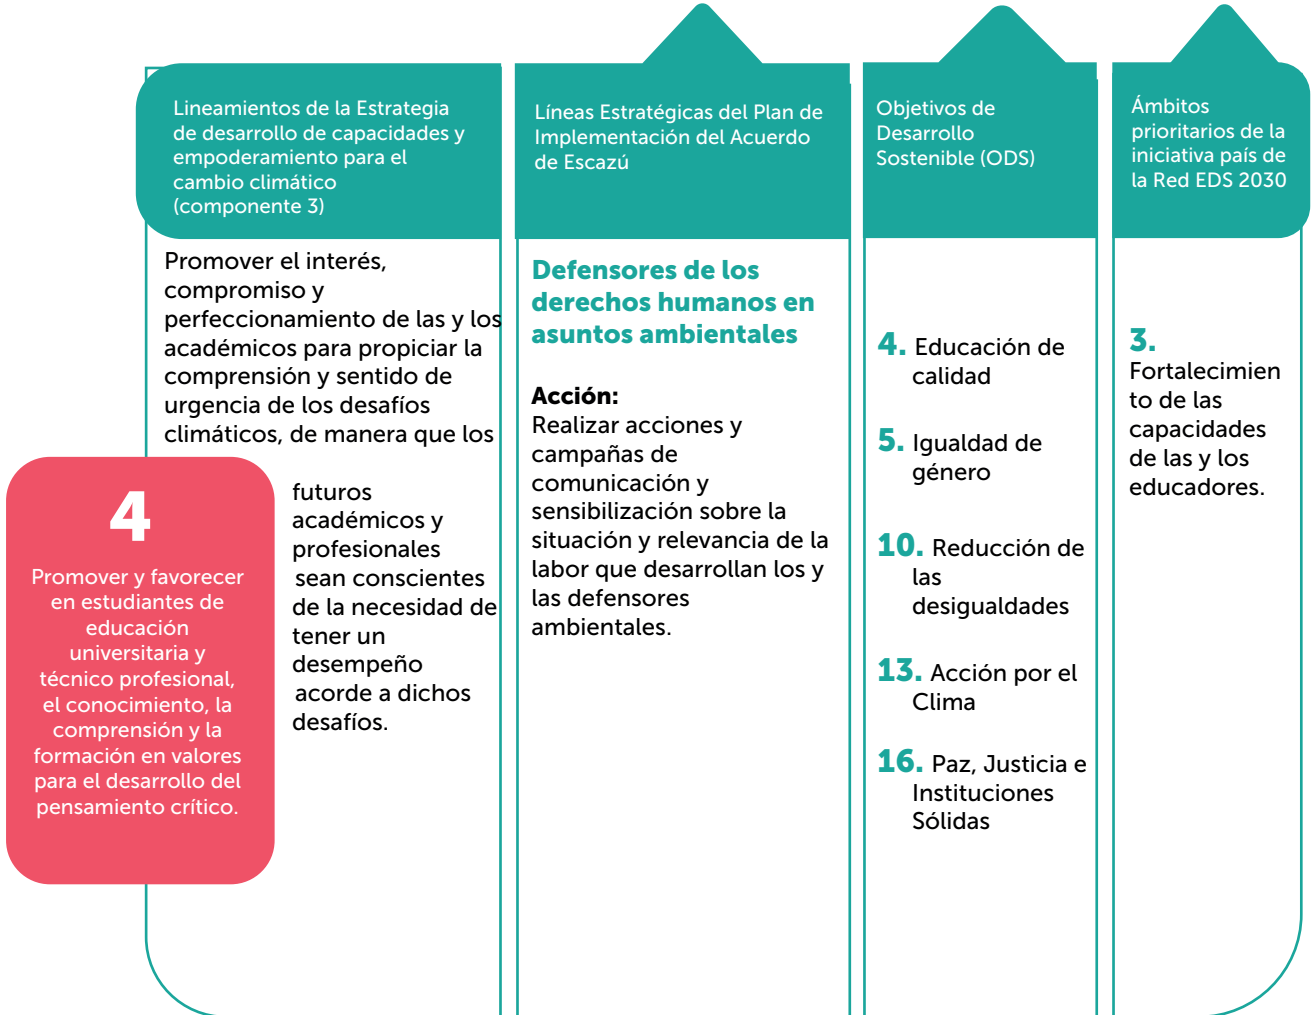 Lineamientos de la Estrategia
de desarrollo de capacidades y
empoderamiento para el
cambio climático
(componente 3)
Líneas Estratégicas del Plan de
Implementación del Acuerdo
de Escazú
Objetivos de
Desarrollo
Sostenible (ODS)
Ámbitos
prioritarios de la
iniciativa país de
la Red EDS 2030
4
Promover y favorecer
en estudiantes de
educación
universitaria y
técnico profesional,
el conocimiento, la
comprensión y la
formación en valores
para el desarrollo del
pensamiento crítico.
Promover el interés,
compromiso y
perfeccionamiento de las y los
académicos para propiciar la
comprensión y sentido de
urgencia de los desafíos
climáticos, de manera que los
futuros
académicos y
profesionales
sean conscientes
de la necesidad de
tener un
desempeño
acorde a dichos
desafíos.
Defensores de los
derechos humanos en
asuntos ambientales
Acción:
Realizar acciones y
campañas de
comunicación y
sensibilización sobre la
situación y relevancia de la
labor que desarrollan los y
las defensores
ambientales.
4. Educación de
calidad
5. Igualdad de
género
10. Reducción de
las
desigualdades
13. Acción por el
Clima
16. Paz, Justicia e
Instituciones
Sólidas
3.
Fortalecimien
to de las
capacidades
de las y los
educadores.